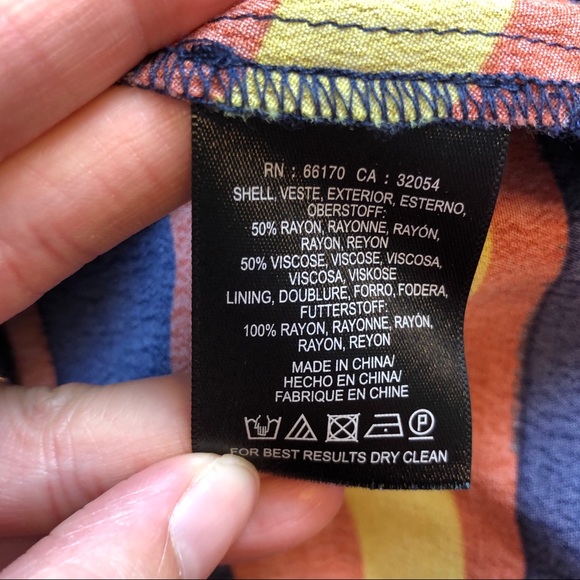 RN : 66170 CA : 32054
SHELL, VESTE, EXTERIOR, ESTERNO,
OBERSTOFF:
50% RAYON, RAYONNE, RAYÓN,
RAYON, REYON
50% VISCOSE, VISCOSE, VISCOSA,
VISCOSA, VISKOSE
LINING, DOUBLURE, FORRO, FODERA,
FUTTERSTOFF:
100% RAYON, RAYONNE, RAYÓN,
RAYON, REYON
MADE IN CHINA/
HECHO EN CHINA/
FABRIQUE EN CHINE
FOR BEST RESULTS DRY CLEAN